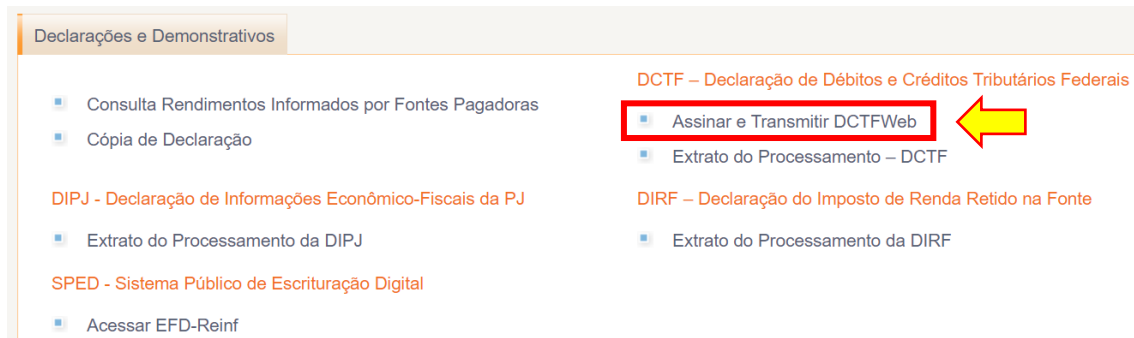 Declarações e Demonstrativos
Consulta Rendimentos Informados por Fontes Pagadoras
Cópia de Declaração
DCTF – Declaração de Débitos e Créditos Tributários Federais
Assinar e Transmitir DCTFWeb
Extrato do Processamento – DCTF
DIPJ - Declaração de Informações Econômico-Fiscais da PJ
Extrato do Processamento da DIPJ
DIRF – Declaração do Imposto de Renda Retido na Fonte
Extrato do Processamento da DIRF
SPED - Sistema Público de Escrituração Digital
Acessar EFD-Reinf